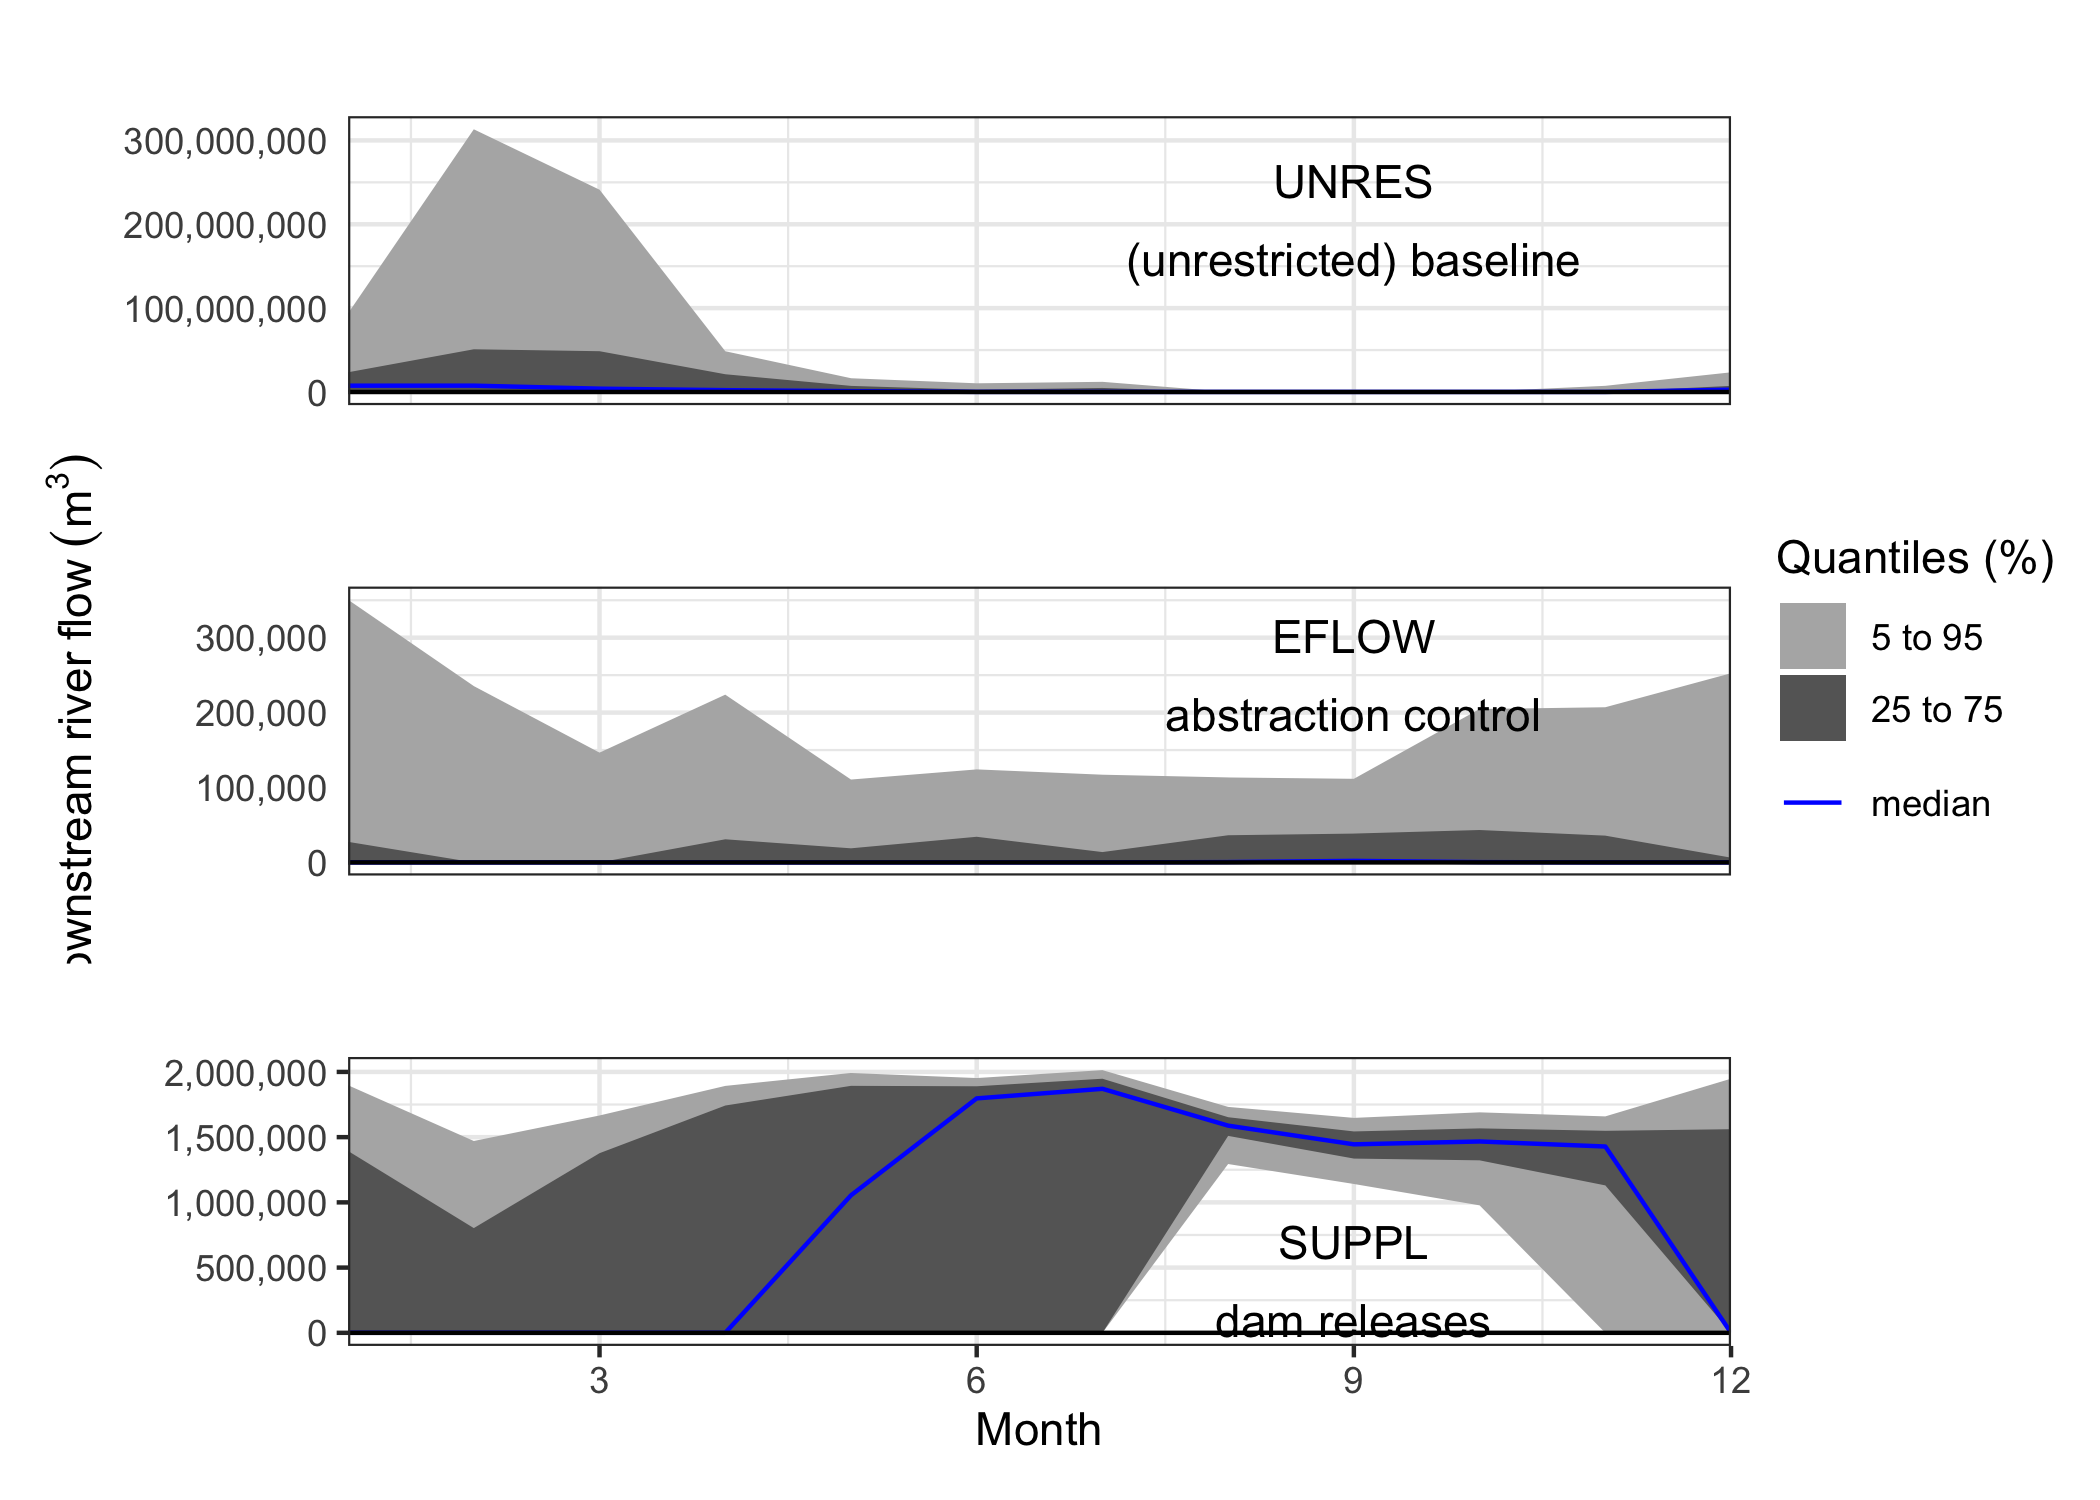 300,000,000
200,000,000
100,000,000
0
UNRES
(unrestricted) baseline
ownstream river flow (m³)
300,000
200,000
100,000
0
EFLOW
abstraction control
Quantiles (%)
5 to 95
25 to 75
median
2,000,000
1,500,000
1,000,000
500,000
0
SUPPL
dam releases
3 6 9 12
Month